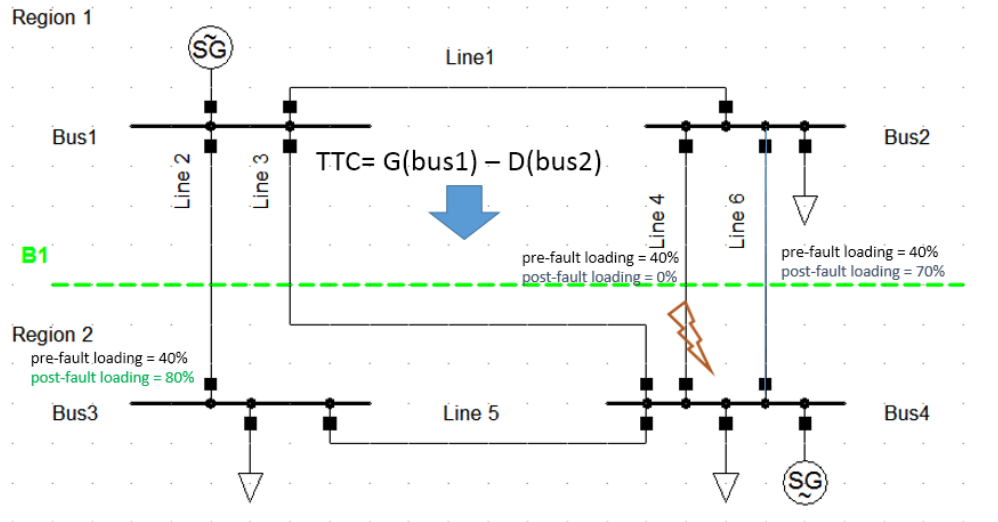 Region 1
SG
Line1
Bus1
Bus2
Line 2
Line 3
TTC= G(bus1) – D(bus2)
Line 4
Line 6
B1
pre-fault loading = 40%
post-fault loading = 0%
pre-fault loading = 40%
post-fault loading = 70%
Region 2
pre-fault loading = 40%
post-fault loading = 80%
Bus3
Line 5
Bus4
SG